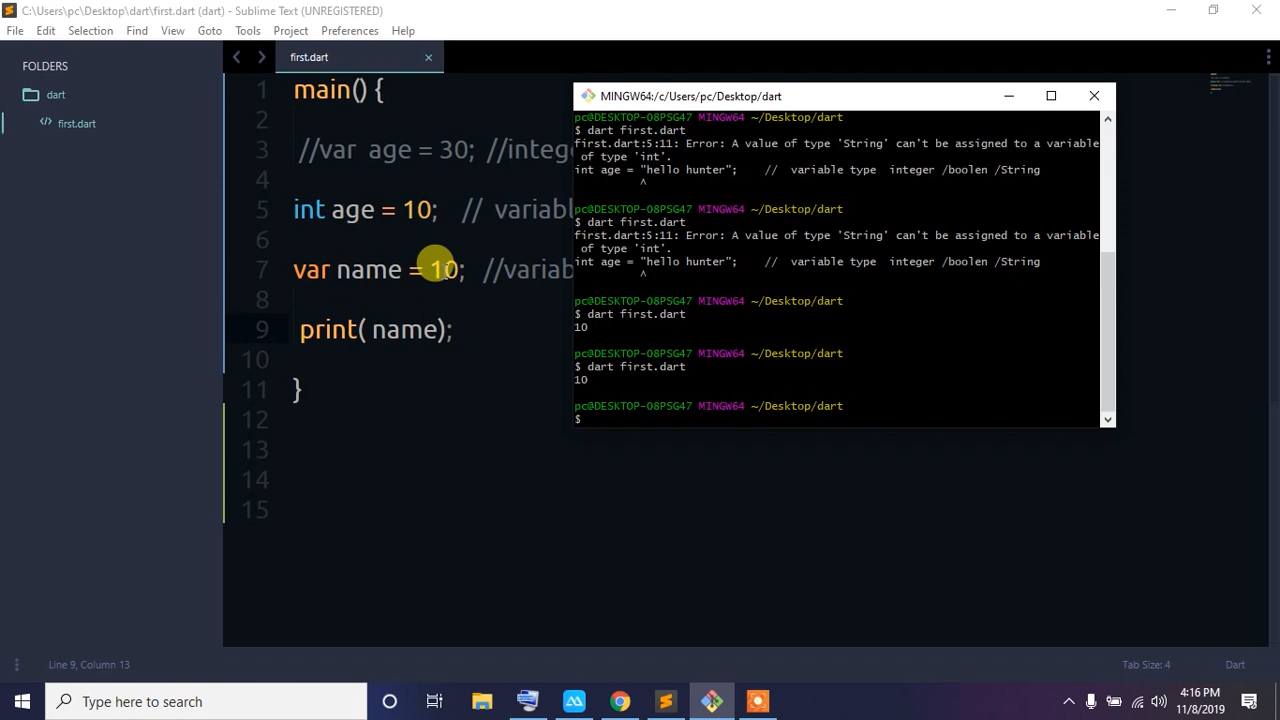 C:\Users\pc\Desktop\dart\first.dart (dart) - Sublime Text (UNREGISTERED)
File Edit Selection Find View Goto Tools Project Preferences Help
FOLDERS
dart
first.dart
first.dart
1 main() {
2
3 //var age = 30; //intege
4
5 int age = 10; // variabl
6
7 var name = 10; //variab
8
9 print( name);
10
11 }
12
13
14
15
MINGW64:/c/Users/pc/Desktop/dart
pc@DESKTOP-08PSG47 MINGW64 ~/Desktop/dart
$ dart first.dart
first.dart:5:11: Error: A value of type 'String' can't be assigned to a variable
of type 'int'.
int age = "hello hunter"; // variable type integer /boolen /String
^
pc@DESKTOP-08PSG47 MINGW64 ~/Desktop/dart
$ dart first.dart
first.dart:5:11: Error: A value of type 'String' can't be assigned to a variable
of type 'int'.
int age = "hello hunter"; // variable type integer /boolen /String
^
pc@DESKTOP-08PSG47 MINGW64 ~/Desktop/dart
$ dart first.dart
10
pc@DESKTOP-08PSG47 MINGW64 ~/Desktop/dart
$ dart first.dart
10
pc@DESKTOP-08PSG47 MINGW64 ~/Desktop/dart
$
Line 9, Column 13
Tab Size: 4
Dart
Type here to search
4:16 PM
11/8/2019